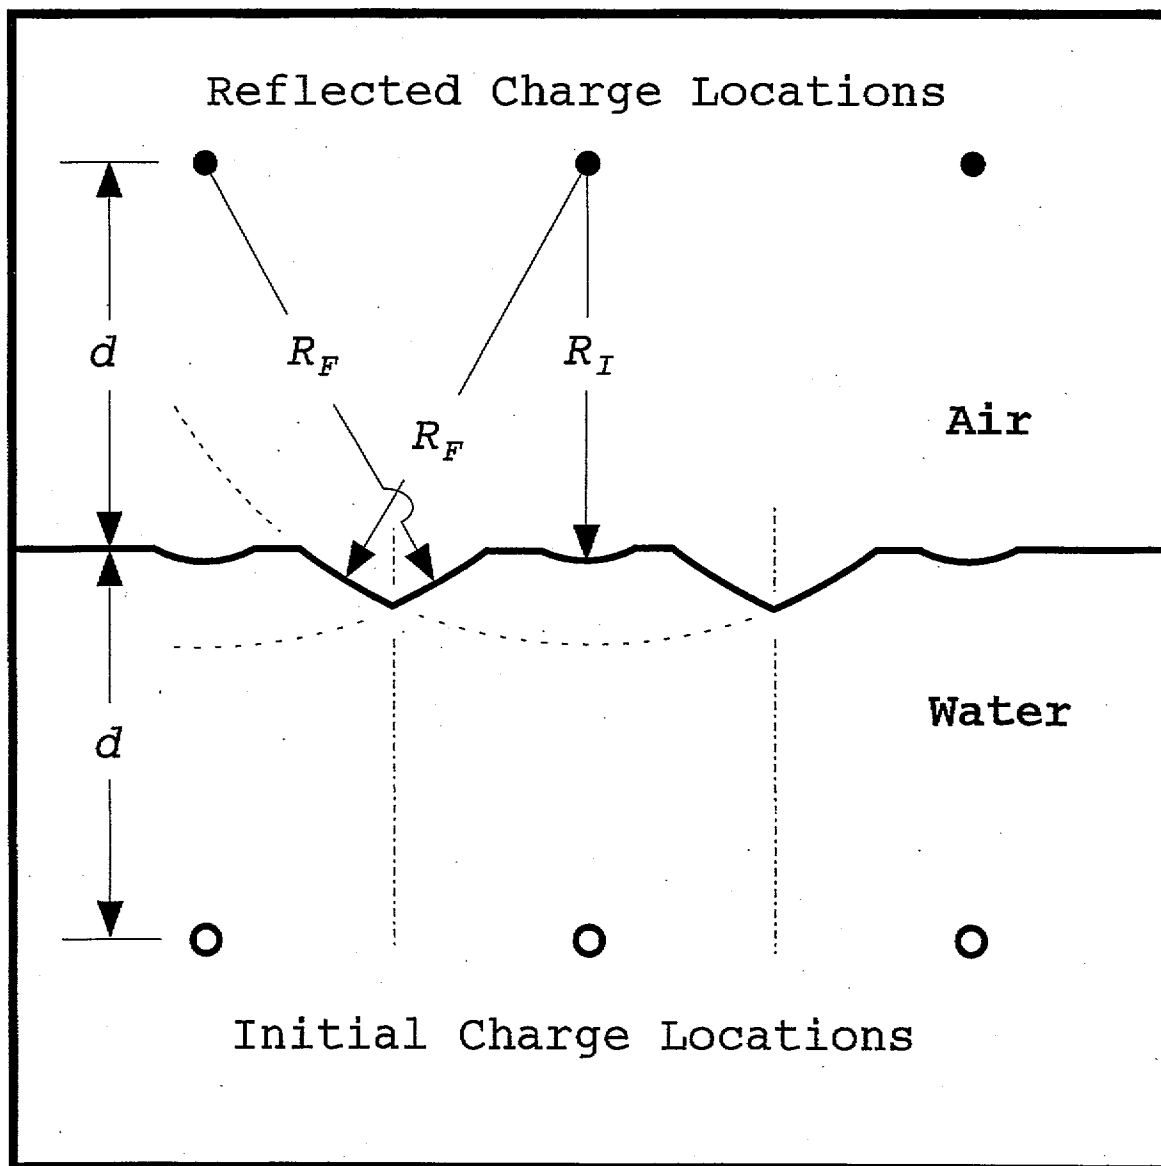 Reflected Charge Locations
d
R_F
R_I
R_F
Air
Water
d
Initial Charge Locations